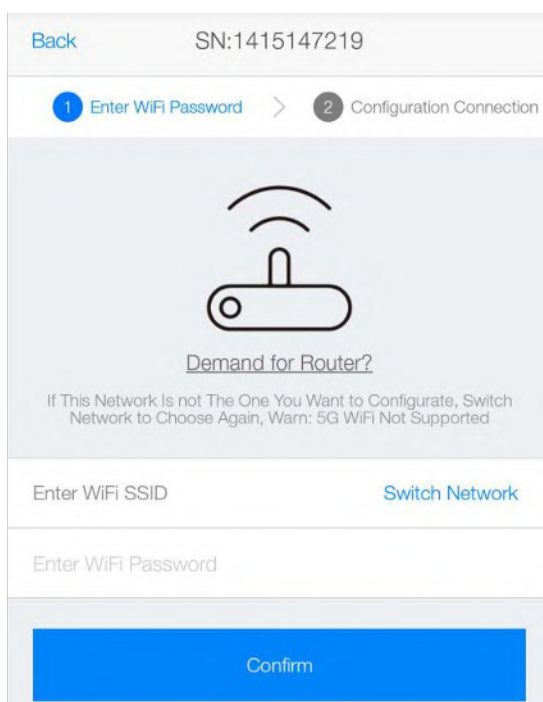 Back SN:1415147219
1 Enter WiFi Password > 2 Configuration Connection
Demand for Router?
If This Network Is not The One You Want to Configurate, Switch
Network to Choose Again, Warn: 5G WiFi Not Supported
Enter WiFi SSID Switch Network
Enter WiFi Password
Confirm